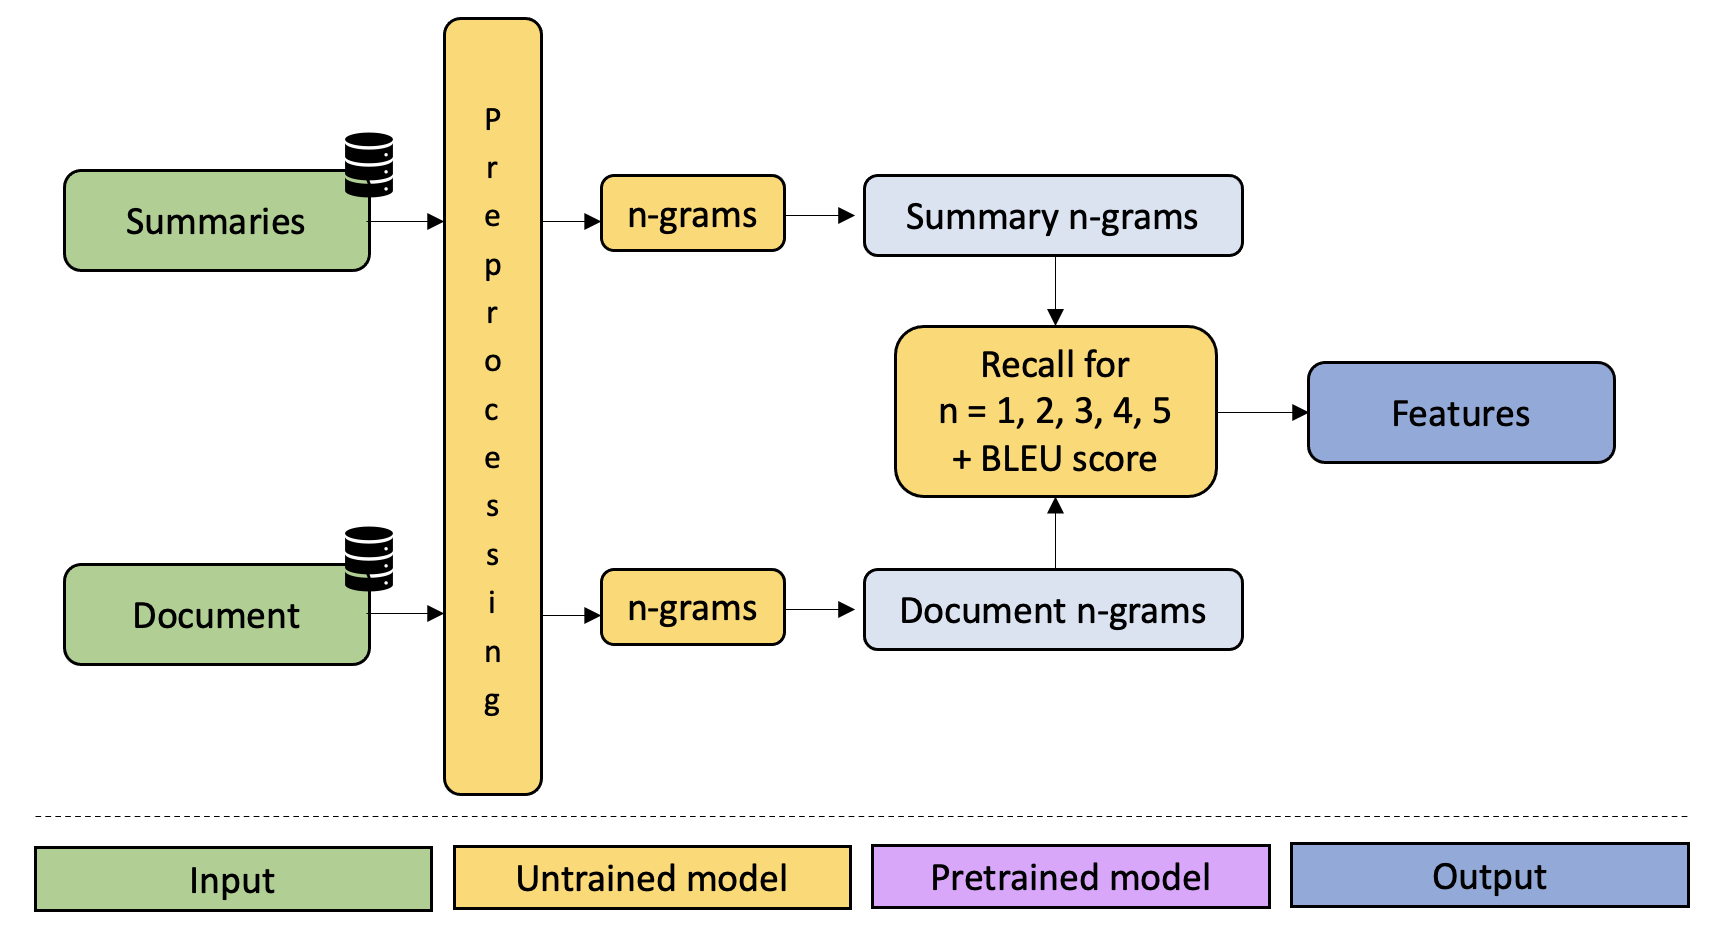 Preprocessing
Summaries
n-grams
Summary n-grams
Recall for
n = 1, 2, 3, 4, 5
+ BLEU score
Features
Document
n-grams
Document n-grams
Input
Untrained model
Pretrained model
Output